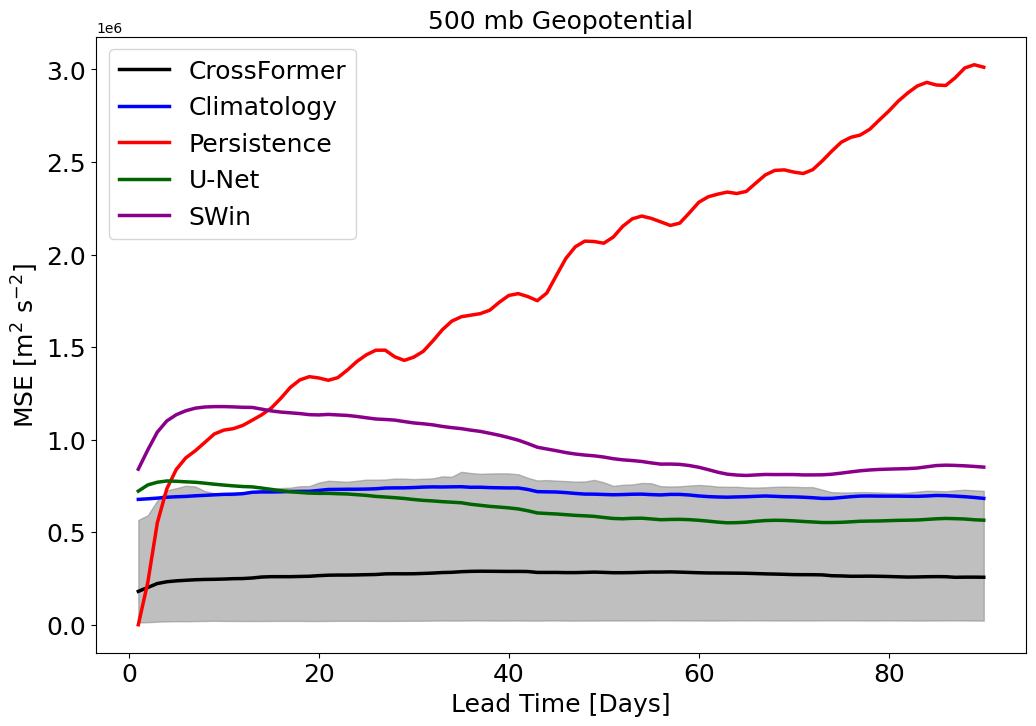 500 mb Geopotential
1e6
CrossFormer
Climatology
Persistence
U-Net
SWin
3.0
2.5
2.0
1.5
1.0
0.5
0.0
MSE [m² s⁻²]
0 20 40 60 80
Lead Time [Days]